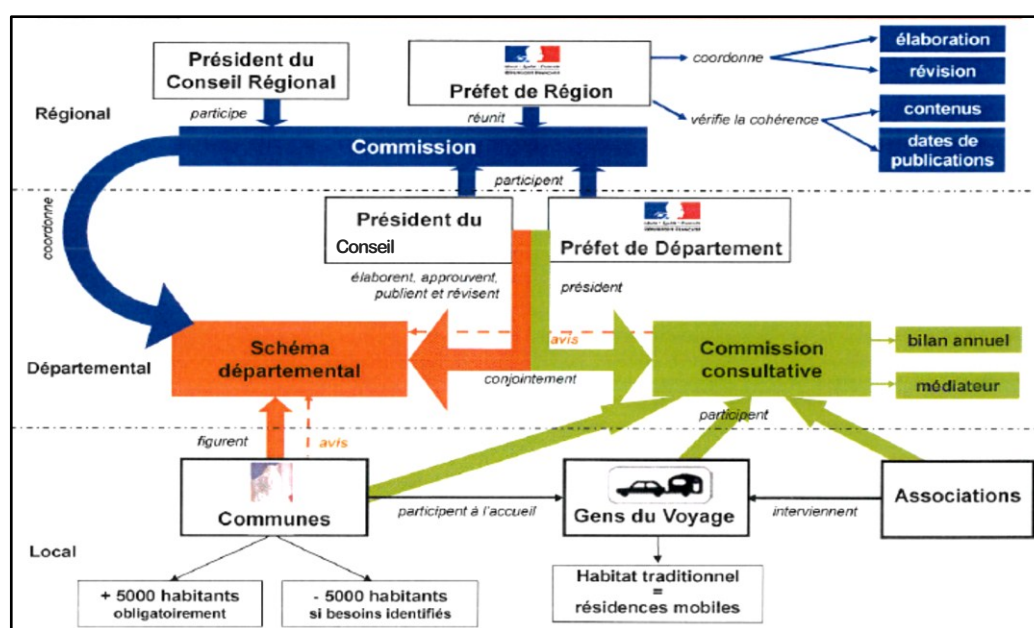 Président du
Conseil Régional
Préfet de Région
coordonne
élaboration
révision
Régional
participe
réunit
vérifie la cohérence
contenus
dates de
publications
Commission
participent
coordonne
Président du
Conseil
Préfet de Département
élaborent, approuvent,
publient et révisent
président
Départemental
Schéma
départemental
avis
conjointement
Commission
consultative
bilan annuel
médiateur
participent
figurent
avis
Communes
participent à l'accueil
Gens du Voyage
interviennent
Associations
Local
+ 5000 habitants
obligatoirement
- 5000 habitants
si besoins identifiés
Habitat traditionnel
=
résidences mobiles